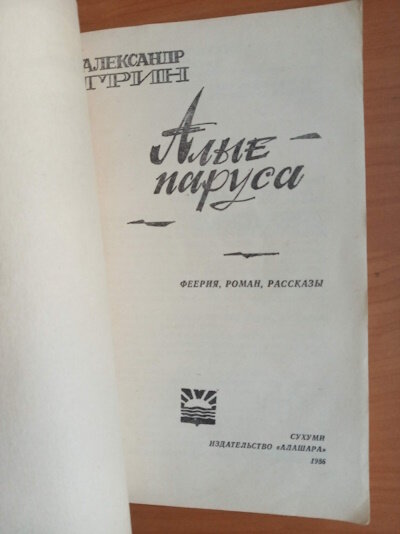 АЛЕКСАНДР
ГРИН
Алые
паруса
ФЕЕРИЯ, РОМАН, РАССКАЗЫ
СУХУМИ
ИЗДАТЕЛЬСТВО «АЛАШАРА»
1986